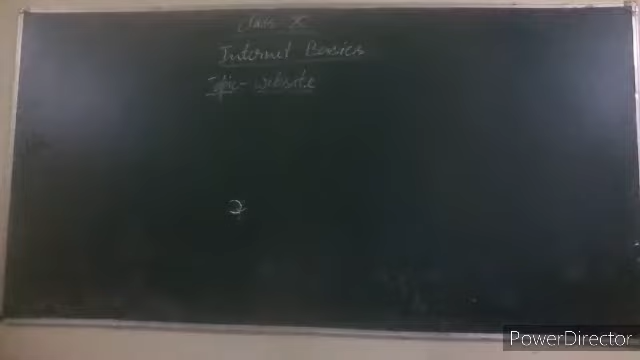 Class X
Internet Basics
Topic - Website
PowerDirector